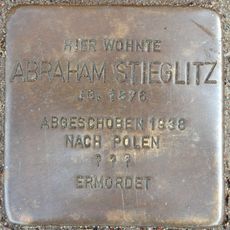 HIER WOHNTE
ABRAHAM STIEGLITZ
JG. 1876
ABGESCHOBEN 1938
NACH POLEN
? ? ?
ERMORDET